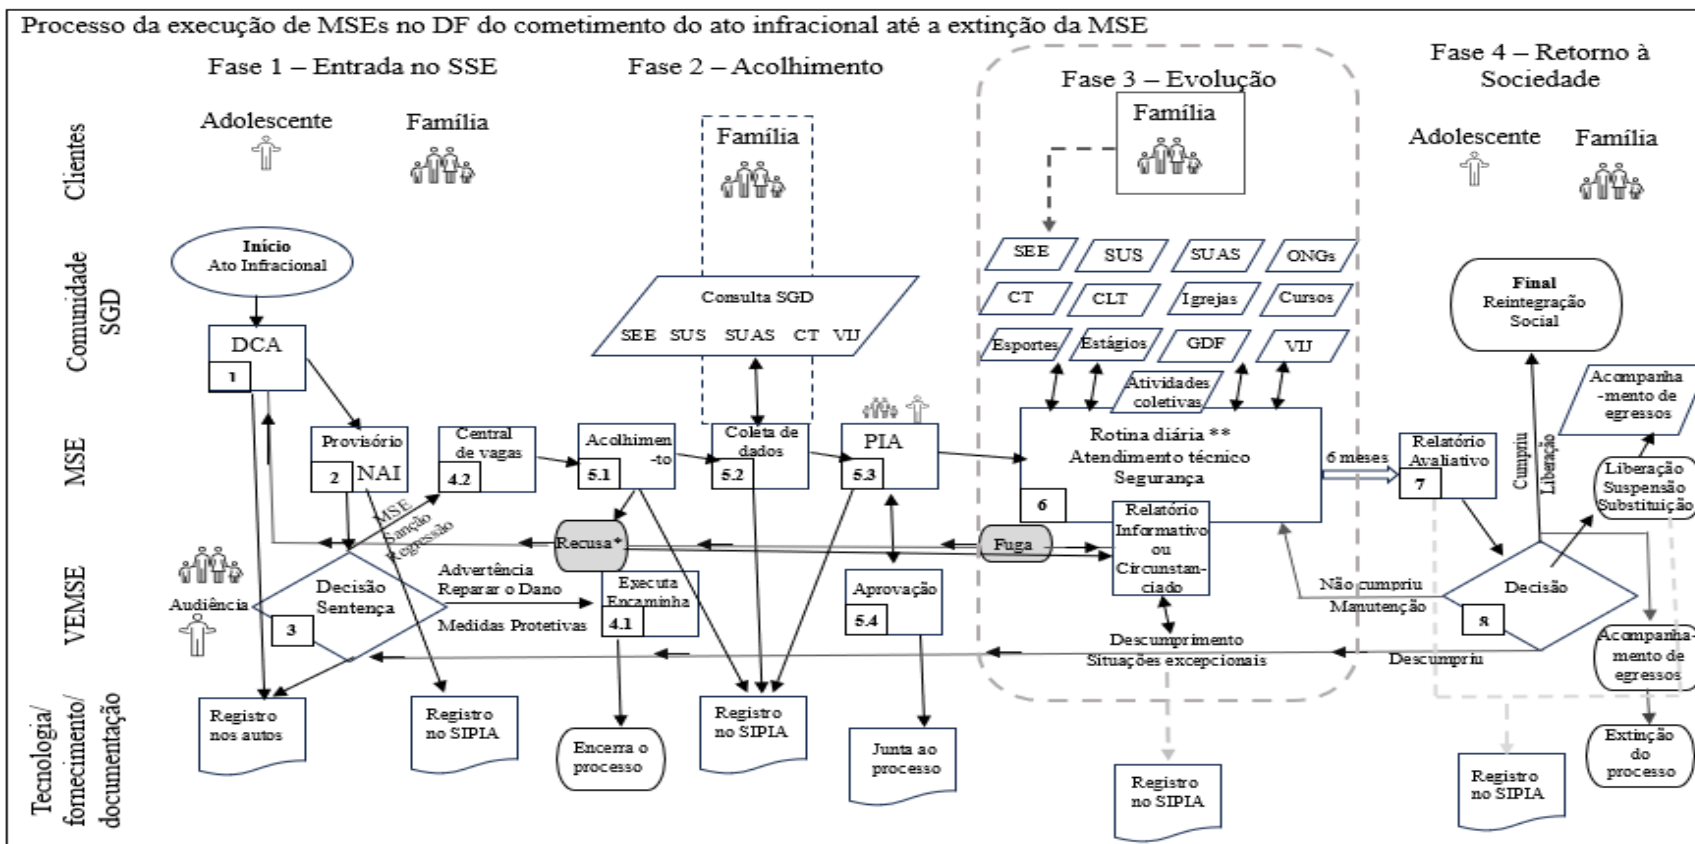 Processo da execução de MSEs no DF do cometimento do ato infracional até a extinção da MSE
Fase 1 – Entrada no SSE
Fase 2 – Acolhimento
Fase 3 – Evolução
Fase 4 – Retorno à
Sociedade
Clientes
Adolescente
Família
Família
Família
Adolescente
Família
Comunidade
SGD
Início
Ato Infracional
DCA
1
Consulta SGD
SEE SUS SUAS CT VIJ
SEE
SUS
SUAS
ONGs
CT
CLT
Igrejas
Cursos
Esportes
Estágios
GDF
VIJ
Atividades
coletivas
Final
Reintegração
Social
Acompanha
-mento de
egressos
MSE
Provisório
NAI
2
Central
de vagas
4.2
Acolhimen
-to
5.1
Coleta de
dados
5.2
PIA
5.3
Rotina diária **
Atendimento técnico
Segurança
6
6 meses
Relatório
Avaliativo
7
Cumpriu
Liberação
Liberação
Suspensão
Substituição
MSE
Sanção
Regressão
Recusa*
Fuga
Relatório
Informativo
ou
Circunstan-
ciado
VEMSE
Audiência
Decisão
Sentença
3
Advertência
Reparar o Dano
Medidas Protetivas
Executa
Encaminha
4.1
Aprovação
5.4
Não cumpriu
Manutenção
Decisão
8
Descumprimento
Situações excepcionais
Descumpriu
Acompanha-
mento de
egressos
Tecnologia/
fornecimento/
documentação
Registro
nos autos
Registro
no SIPIA
Encerra o
processo
Registro
no SIPIA
Junta ao
processo
Registro
no SIPIA
Registro
no SIPIA
Extinção
do
processo